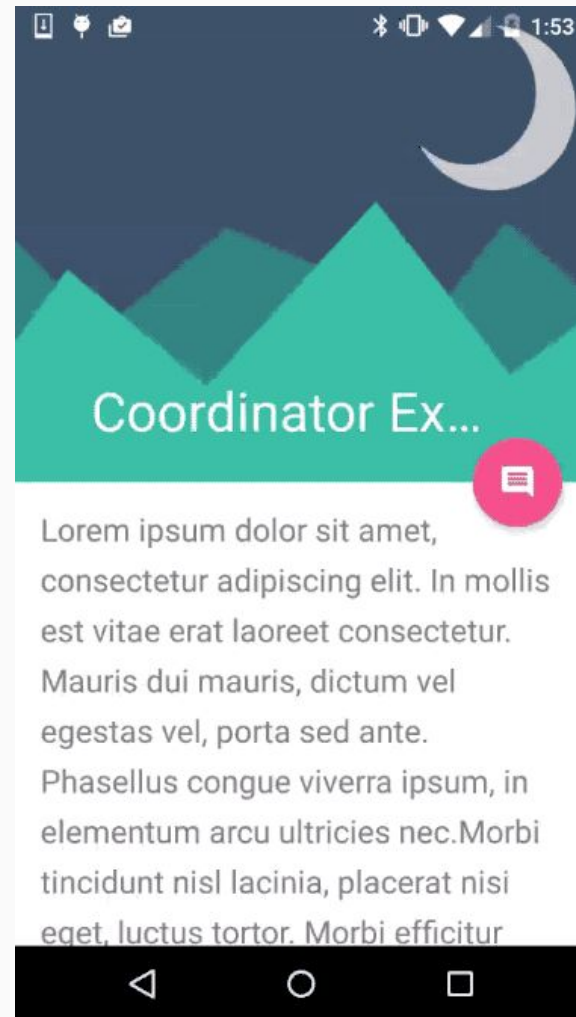 1:53
Coordinator Ex...
Lorem ipsum dolor sit amet,
consectetur adipiscing elit. In mollis
est vitae erat laoreet consectetur.
Mauris dui mauris, dictum vel
egestas vel, porta sed ante.
Phasellus congue viverra ipsum, in
elementum arcu ultricies nec.Morbi
tincidunt nisl lacinia, placerat nisi
eget, luctus tortor. Morbi efficitur